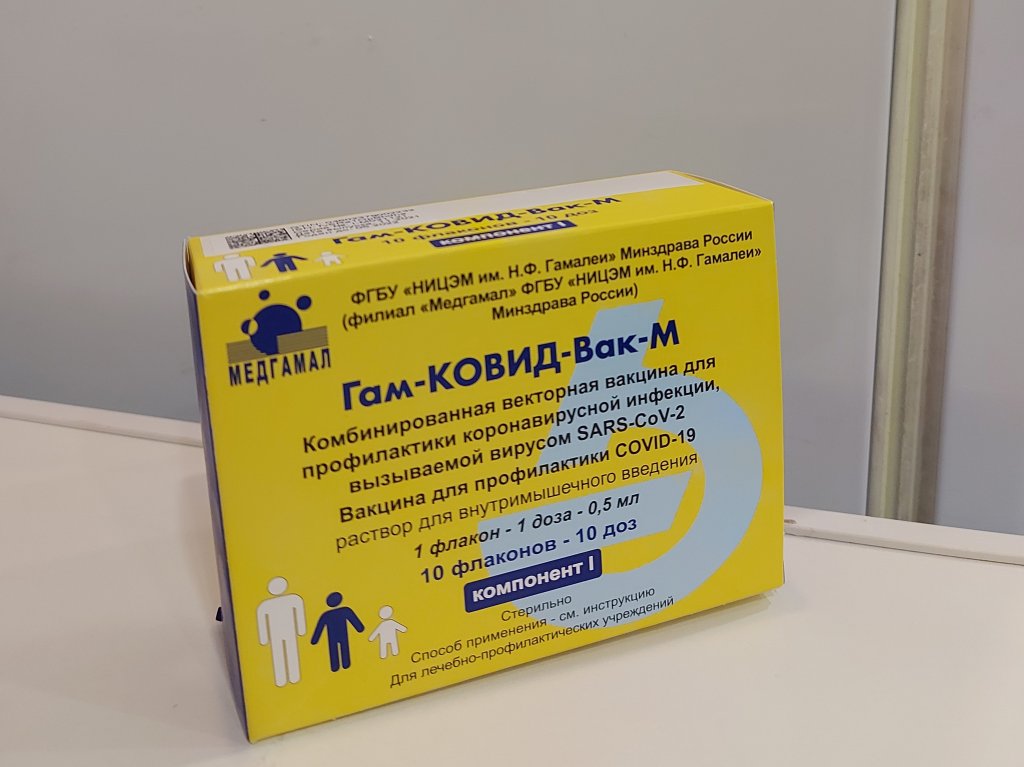 Гам-КОВИД-Вак-М
10 флаконов - 10 доз
компонент I
ФГБУ «НИЦЭМ им. Н.Ф. Гамалеи» Минздрава России
(филиал «Медгамал» ФГБУ «НИЦЭМ им. Н.Ф. Гамалеи»
Минздрава России)
МЕДГАМАЛ
Гам-КОВИД-Вак-М
Комбинированная векторная вакцина для
профилактики коронавирусной инфекции,
вызываемой вирусом SARS-CoV-2
Вакцина для профилактики COVID-19
раствор для внутримышечного введения
1 флакон - 1 доза - 0,5 мл
10 флаконов - 10 доз
компонент I
Стерильно
Способ применения - см. инструкцию
Для лечебно-профилактических учреждений